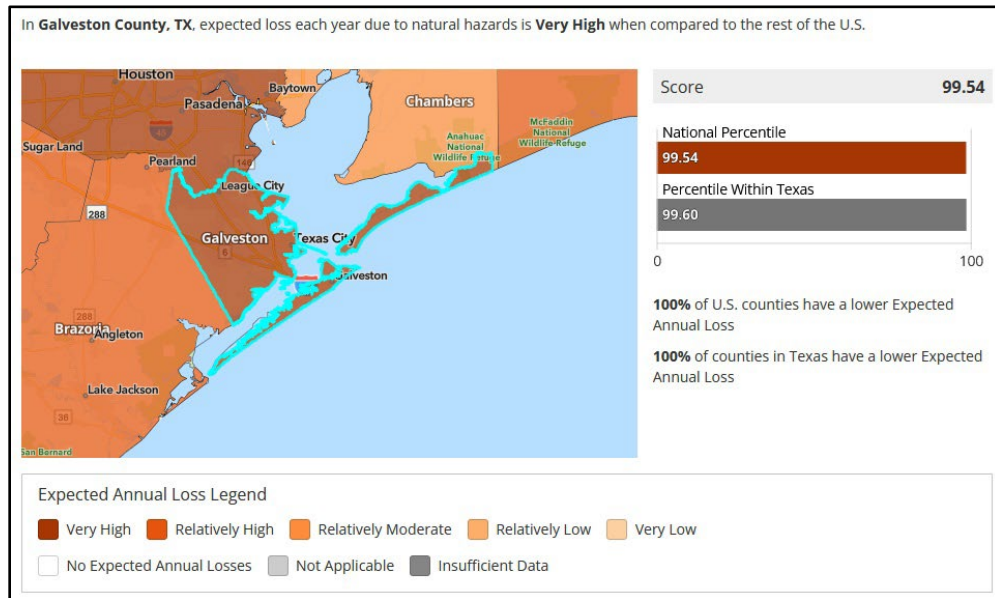 In Galveston County, TX, expected loss each year due to natural hazards is Very High when compared to the rest of the U.S.
Houston
Baytown
Pasadena
Chambers
45
McFaddin
National
Wildlife Refuge
Anahuac
National
Wildlife Refuge
Sugar Land
Pearland
146
League City
288
Galveston
Texas City
6
Galveston
288
Brazoria
Angleton
Lake Jackson
36
San Bernard
Score 99.54
National Percentile
99.54
Percentile Within Texas
99.60
0 100
100% of U.S. counties have a lower Expected
Annual Loss
100% of counties in Texas have a lower Expected
Annual Loss
Expected Annual Loss Legend
Very High Relatively High Relatively Moderate Relatively Low Very Low
No Expected Annual Losses Not Applicable Insufficient Data